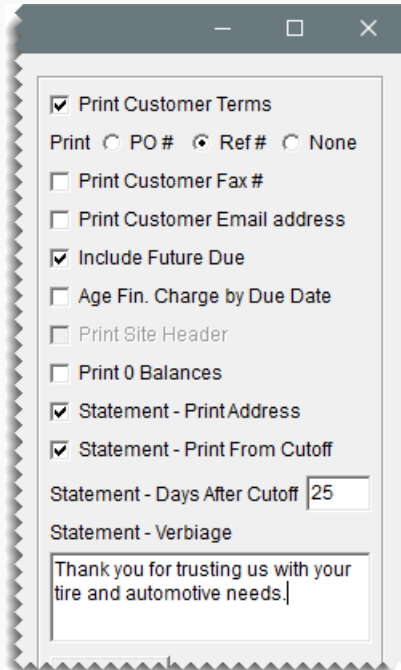 Print Customer Terms
Print PO # Ref # None
Print Customer Fax #
Print Customer Email address
Include Future Due
Age Fin. Charge by Due Date
Print Site Header
Print 0 Balances
Statement - Print Address
Statement - Print From Cutoff
Statement - Days After Cutoff 25
Statement - Verbiage
Thank you for trusting us with your
tire and automotive needs.